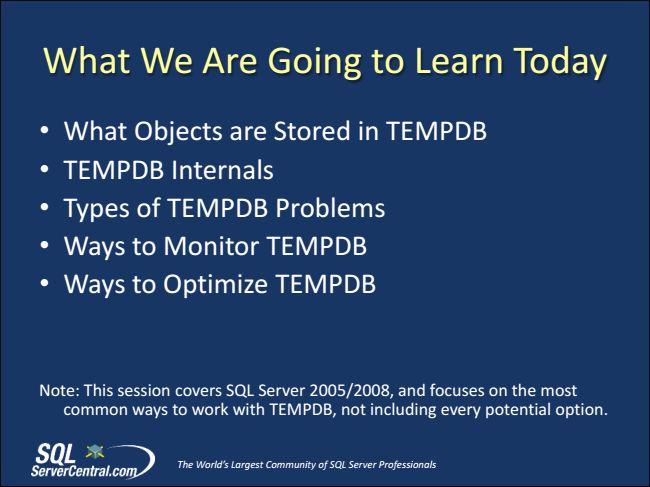 What We Are Going to Learn Today
• What Objects are Stored in TEMPDB
• TEMPDB Internals
• Types of TEMPDB Problems
• Ways to Monitor TEMPDB
• Ways to Optimize TEMPDB
Note: This session covers SQL Server 2005/2008, and focuses on the most
common ways to work with TEMPDB, not including every potential option.
SQL
ServerCentral.com
The World's Largest Community of SQL Server Professionals